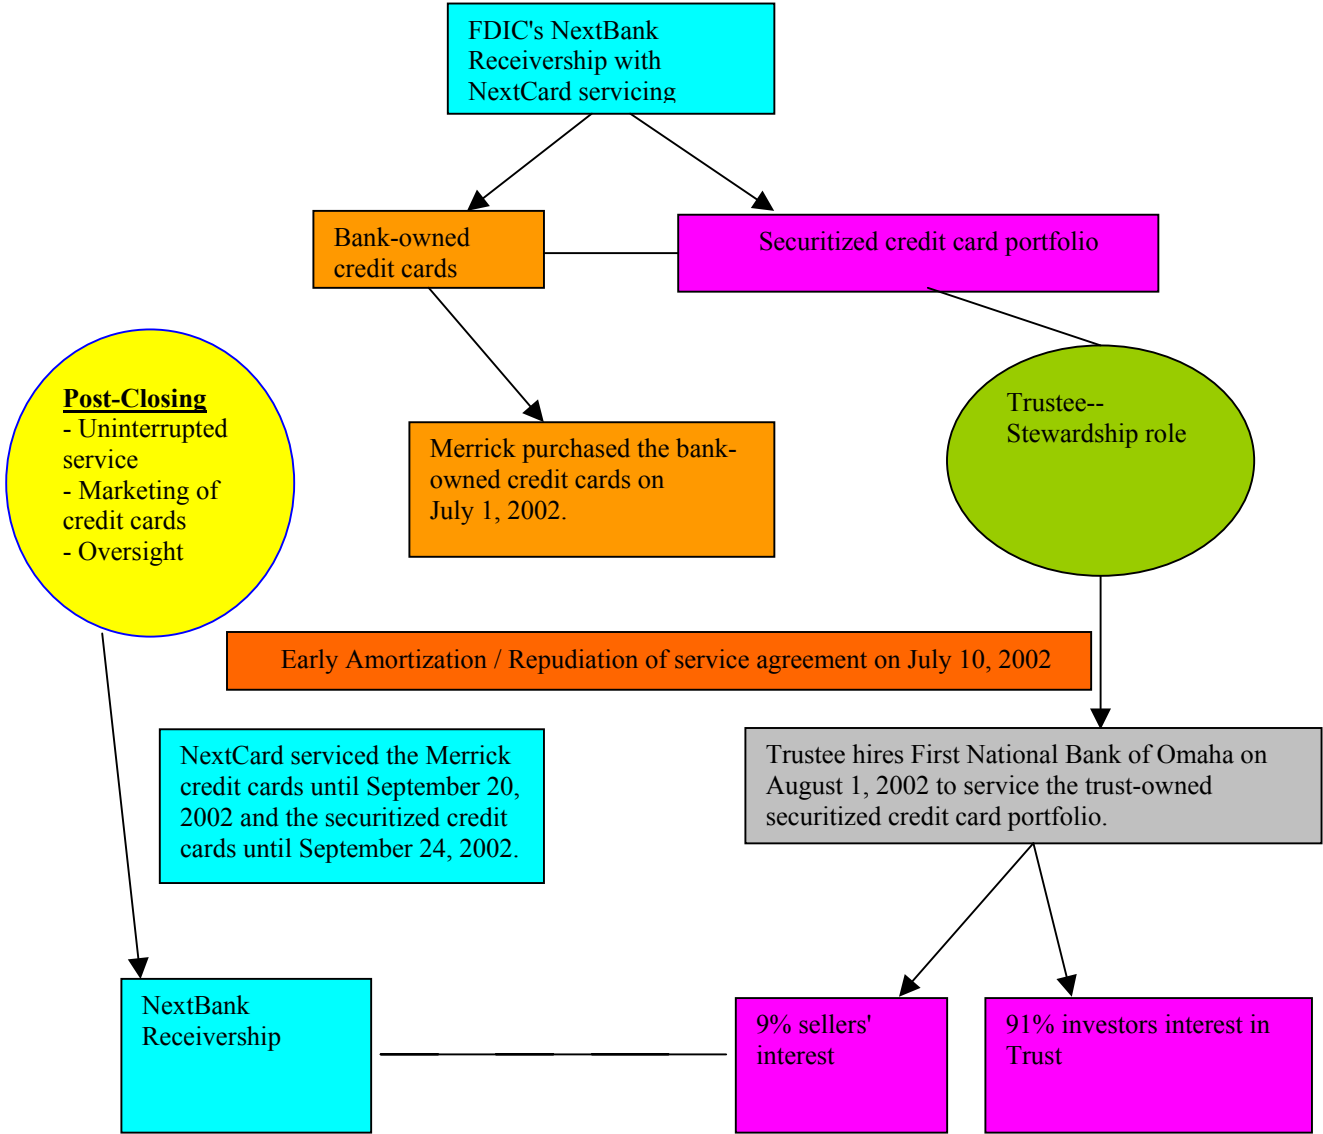 FDIC's NextBank
Receivership with
NextCard servicing
Bank-owned
credit cards
Securitized credit card portfolio
Post-Closing
- Uninterrupted
service
- Marketing of
credit cards
- Oversight
Merrick purchased the bank-
owned credit cards on
July 1, 2002.
Trustee--
Stewardship role
Early Amortization / Repudiation of service agreement on July 10, 2002
NextCard serviced the Merrick
credit cards until September 20,
2002 and the securitized credit
cards until September 24, 2002.
Trustee hires First National Bank of Omaha on
August 1, 2002 to service the trust-owned
securitized credit card portfolio.
NextBank
Receivership
9% sellers'
interest
91% investors interest in
Trust